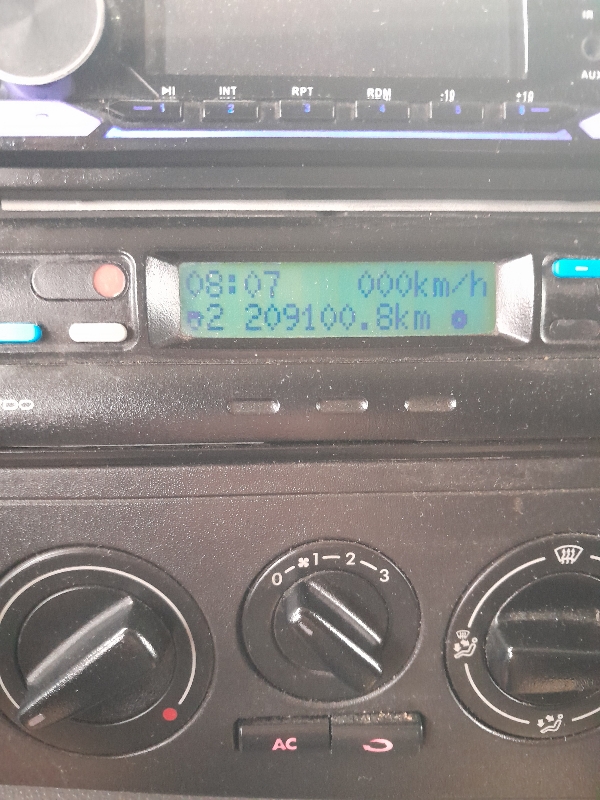 IR
AUX
INT RPT RDM -10 +10
1 2 3 4 5 6
08:07 000km/h
2 209100.8km
0 1 2 3
AC